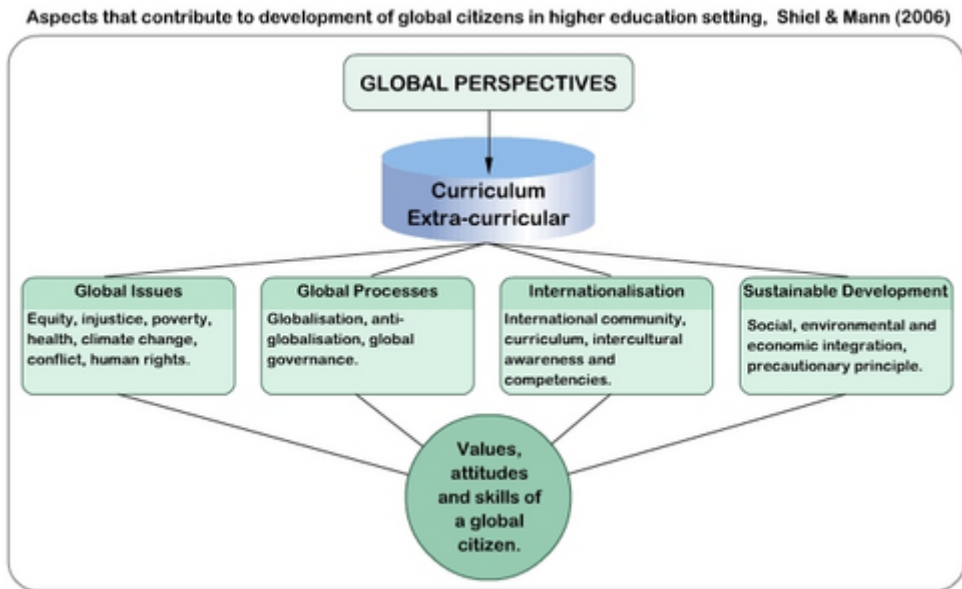 Aspects that contribute to development of global citizens in higher education setting, Shiel & Mann (2006)
GLOBAL PERSPECTIVES
Curriculum
Extra-curricular
Global Issues
Equity, injustice, poverty,
health, climate change,
conflict, human rights.
Global Processes
Globalisation, anti-
globalisation, global
governance.
Internationalisation
International community,
curriculum, intercultural
awareness and
competencies.
Sustainable Development
Social, environmental and
economic integration,
precautionary principle.
Values,
attitudes
and skills of
a global
citizen.